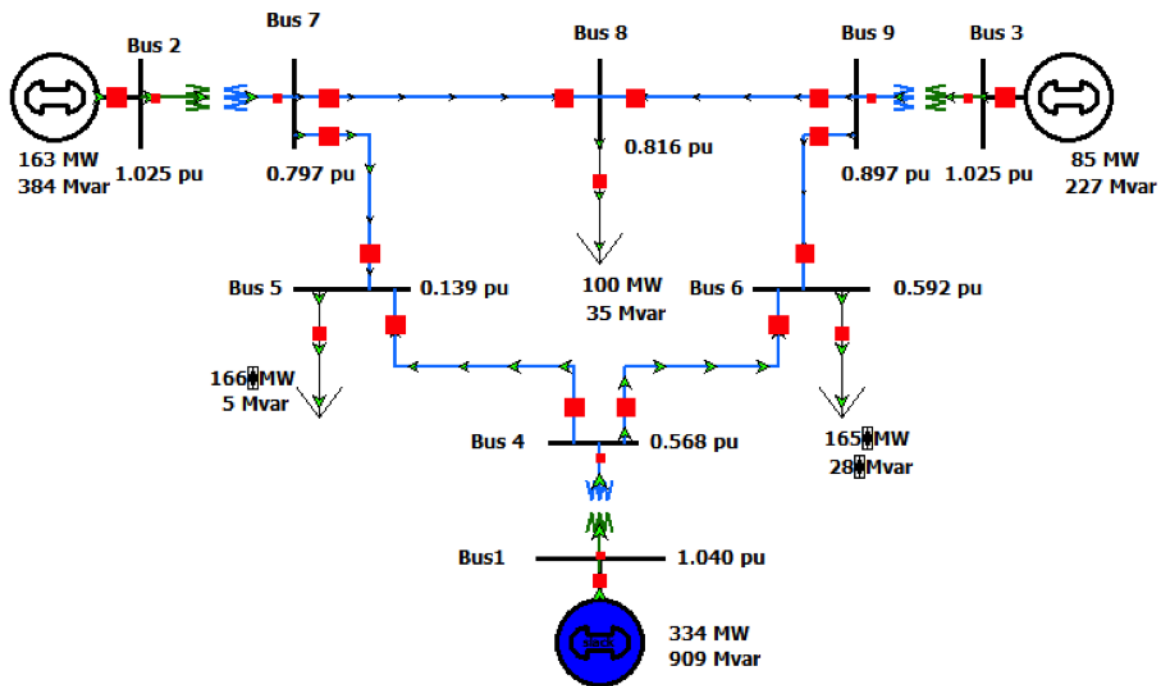 Bus 7
Bus 8
Bus 9
Bus 3
Bus 2
163 MW
384 Mvar
1.025 pu
0.797 pu
0.816 pu
0.897 pu
1.025 pu
85 MW
227 Mvar
Bus 5
0.139 pu
100 MW
35 Mvar
Bus 6
0.592 pu
166 MW
5 Mvar
Bus 4
0.568 pu
165 MW
28 Mvar
Bus1
1.040 pu
slack
334 MW
909 Mvar